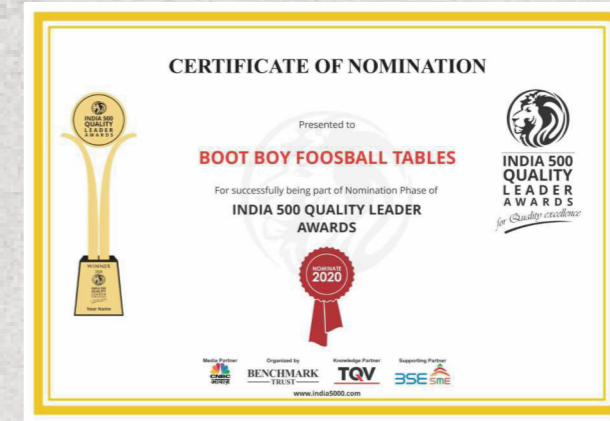 CERTIFICATE OF NOMINATION
INDIA 500
QUALITY
LEADER
AWARDS
Presented to
BOOT BOY FOOSBALL TABLES
For successfully being part of Nomination Phase of
INDIA 500 QUALITY LEADER
AWARDS
INDIA 500
QUALITY
LEADER
AWARDS
for Quality excellence
WINNER
Your Name
NOMINATE
2020
Media Partner
CNBC
आवाज़
Organized by
BENCHMARK
TRUST
Knowledge Partner
TQV
Supporting Partner
BSE SME
www.india5000.com